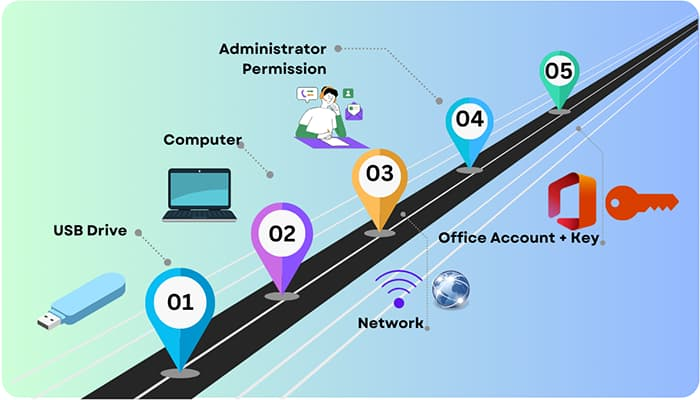 USB Drive
01
Computer
02
03
Network
Administrator
Permission
04
05
Office Account + Key